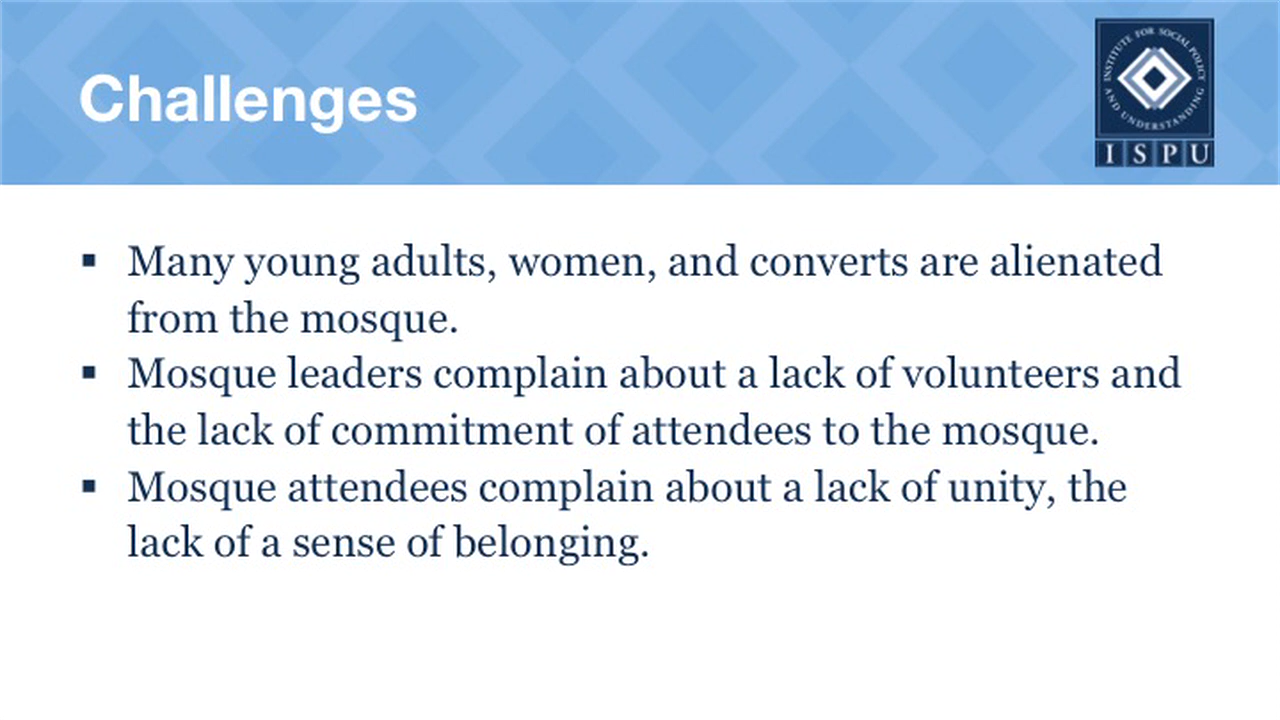 Challenges
INSTITUTE FOR SOCIAL POLICY
AND UNDERSTANDING
ISPU
▪ Many young adults, women, and converts are alienated
from the mosque.
▪ Mosque leaders complain about a lack of volunteers and
the lack of commitment of attendees to the mosque.
▪ Mosque attendees complain about a lack of unity, the
lack of a sense of belonging.